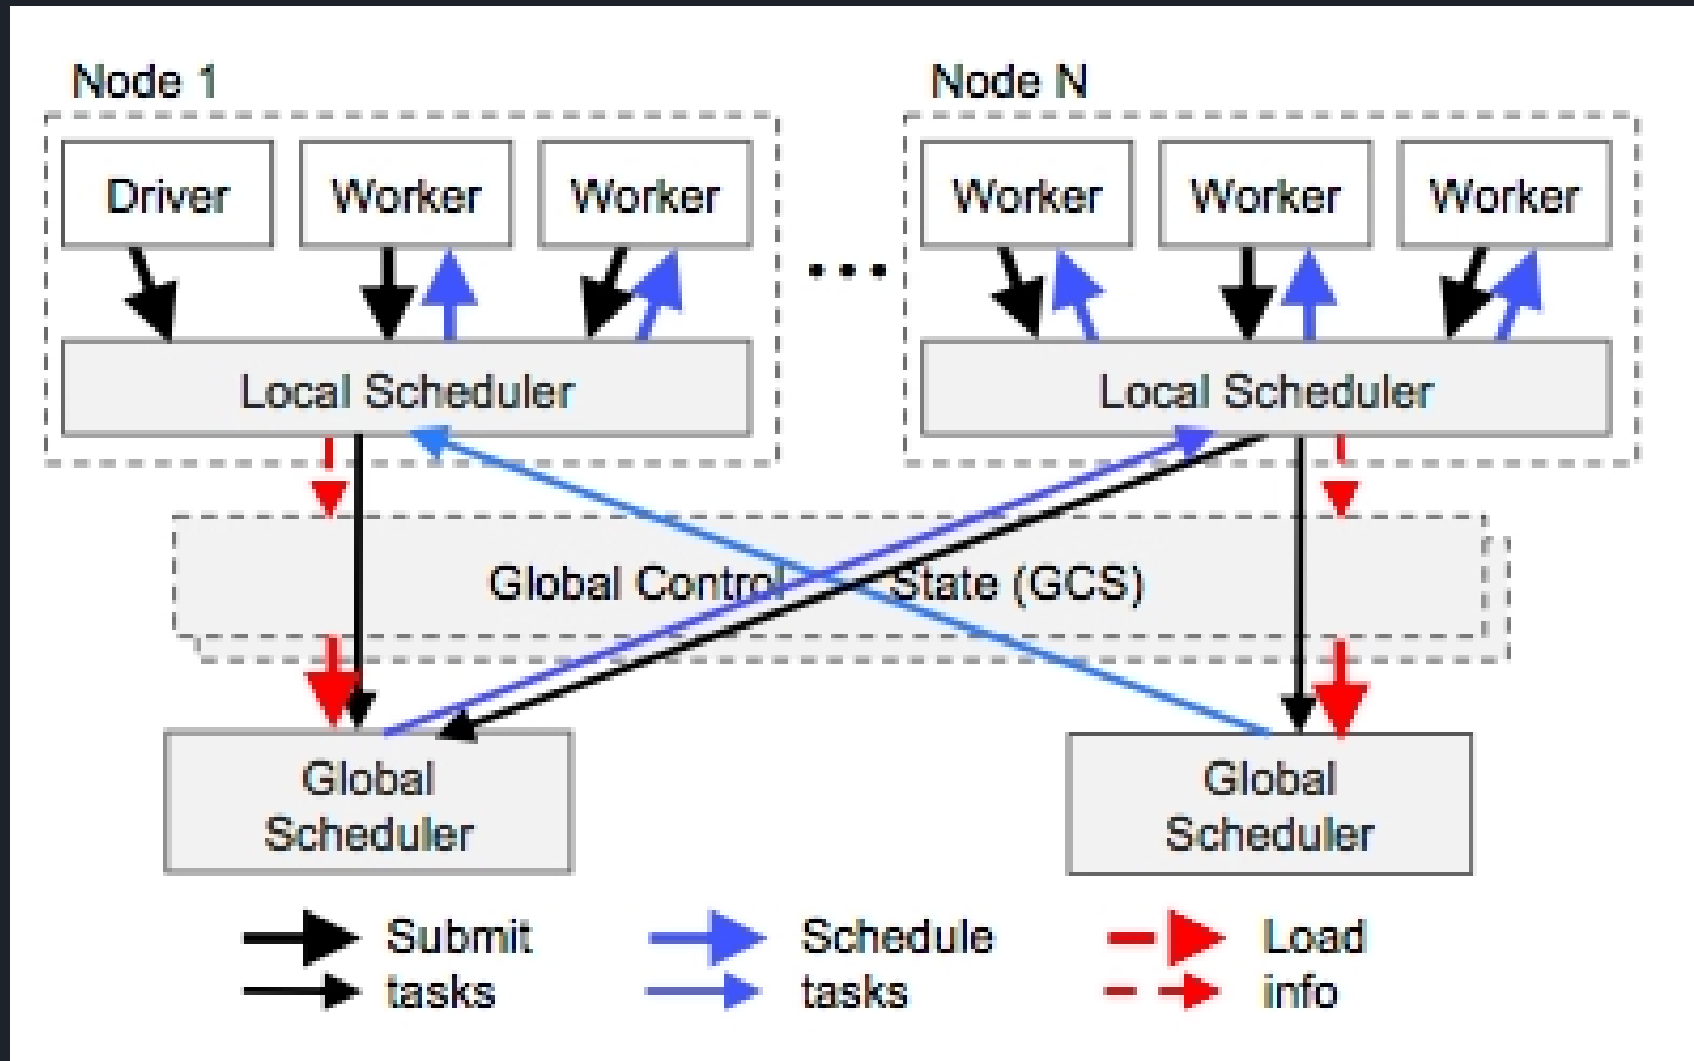 Node 1
Node N
Driver
Worker
Worker
...
Worker
Worker
Worker
Local Scheduler
Local Scheduler
Global Control State (GCS)
Global
Scheduler
Global
Scheduler
Submit
tasks
Schedule
tasks
Load
info